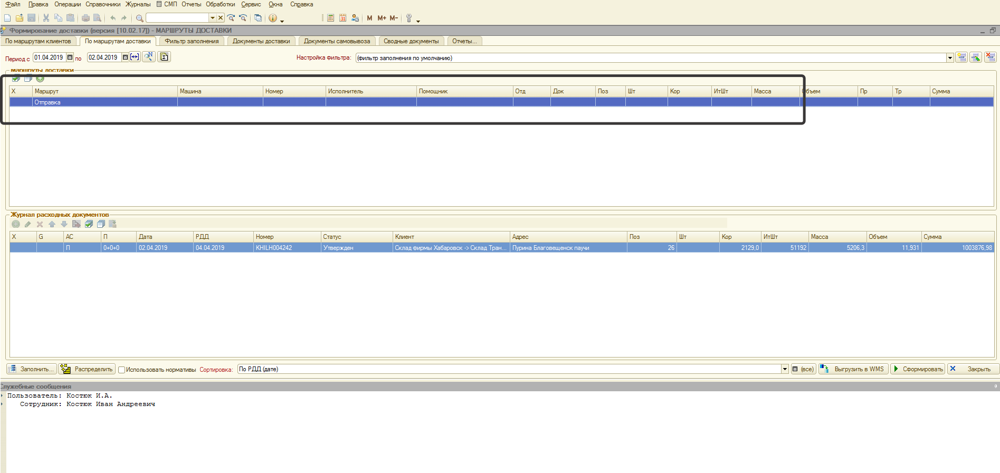 Файл Правка Операции Справочники Журналы СМП Отчеты Обработки Сервис Окна Справка
M M+ M-
Формирование доставки (версия [10.02.17]) - МАРШРУТЫ ДОСТАВКИ
По маршрутам клиентов По маршрутам доставки Фильтр заполнения Документы доставки Документы самовывоза Сводные документы Отчеты...
Период с 01.04.2019 по 02.04.2019 Настройка фильтра: (фильтр заполнения по умолчанию)
Маршруты доставки
X Маршрут Машина Номер Исполнитель Помощник Отд Док Поз Шт Кор ИтШт Масса Объем Пр Тр Сумма
Отправка
Журнал расходных документов
X G АС П Дата РДД Номер Статус Клиент Адрес Поз Шт Кор ИтШт Масса Объем Сумма
П 0+0+0 02.04.2019 04.04.2019 KHILH004242 Утвержден Склад фирмы Хабаровск -> Склад Тран... Пурина Благовещенск паучи 26 2129,0 51192 5206,3 11,931 1003876,98
Заполнить... Распределить Использовать нормативы Сортировка: По РДД (дате) (все) Выгрузить в WMS Сформировать Закрыть
Служебные сообщения
Пользователь: Костюк И.А.
Сотрудник: Костюк Иван Андреевич